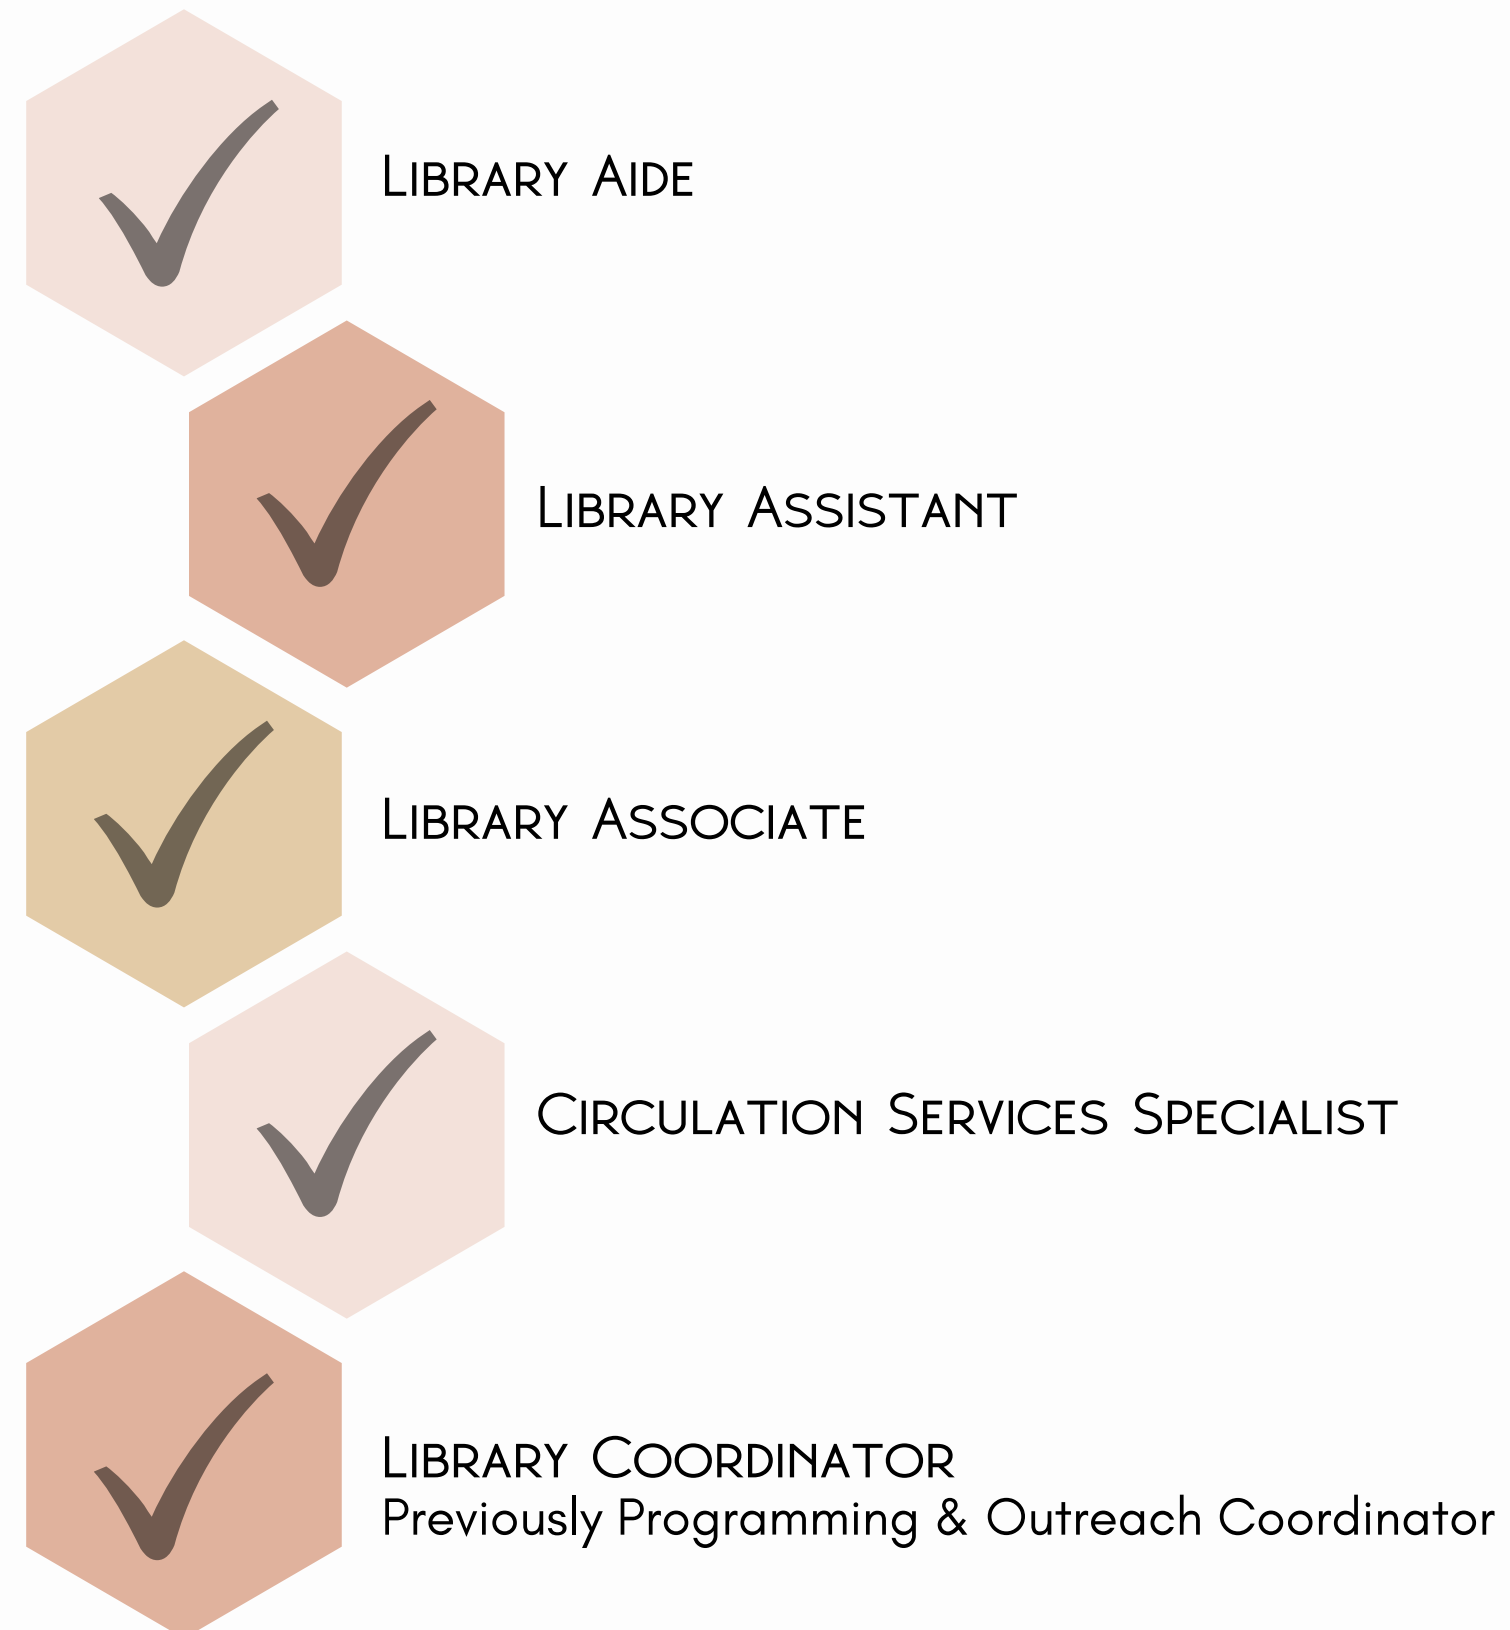 Library Aide
Library Assistant
Library Associate
Circulation Services Specialist
Library Coordinator
Previously Programming & Outreach Coordinator